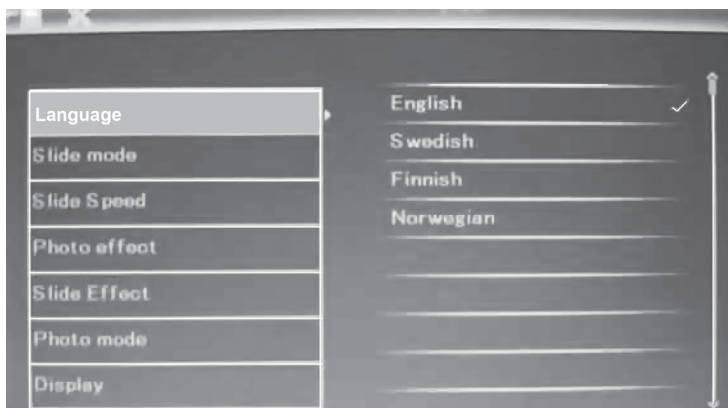 Language
Slide mode
Slide Speed
Photo effect
Slide Effect
Photo mode
Display
English
Swedish
Finnish
Norwegian